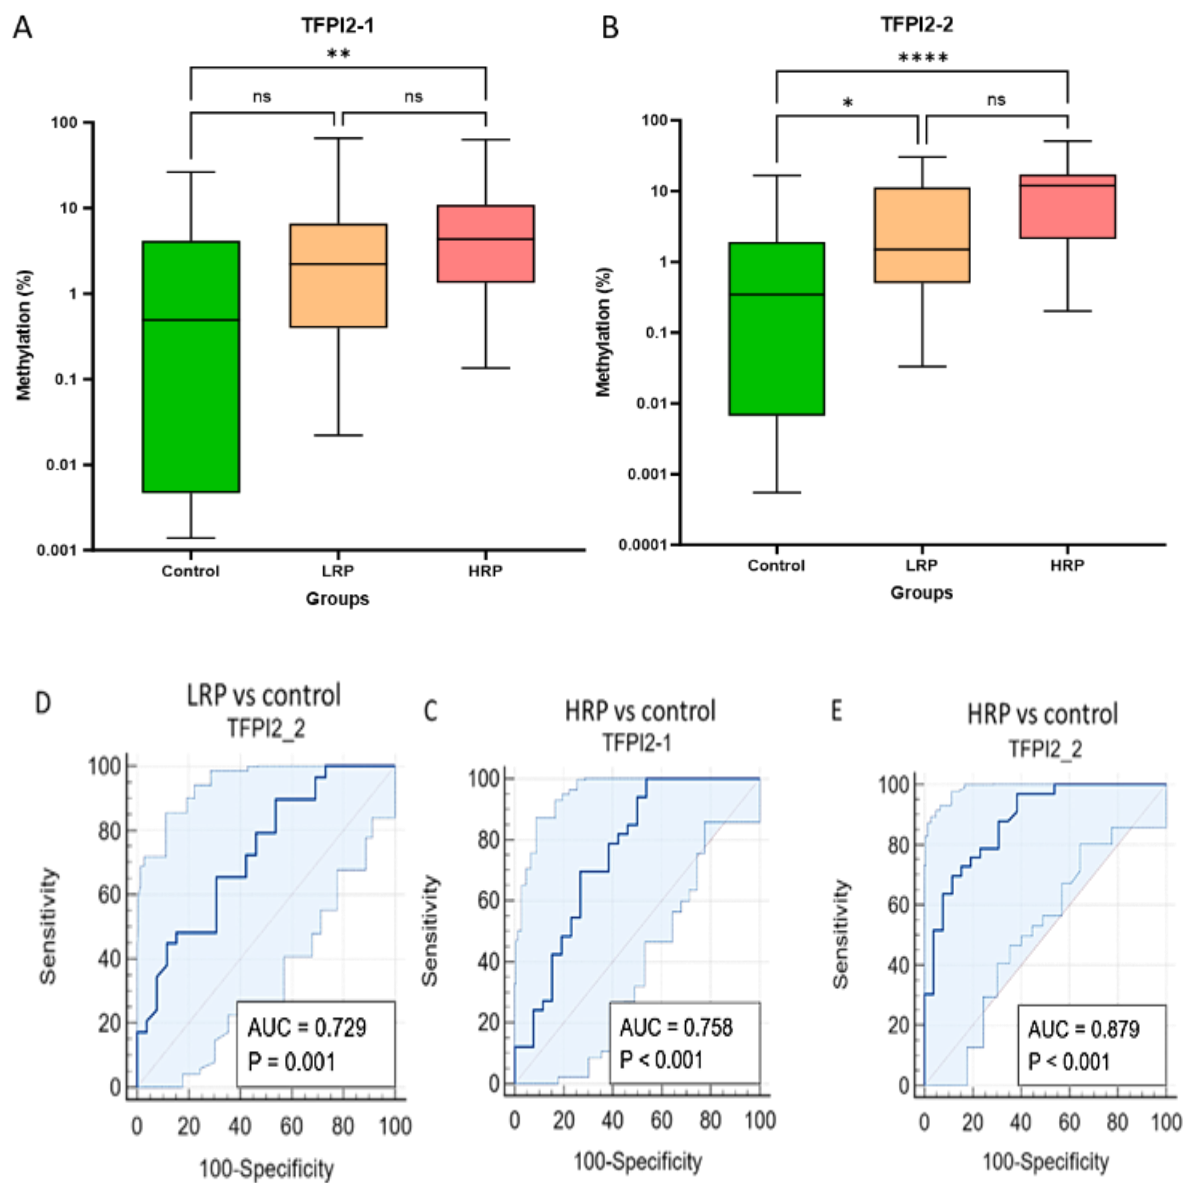 A
TFPI2-1
**
ns
ns
100
10
1
0.1
0.01
0.001
Methylation (%)
Control
LRP
HRP
Groups
B
TFPI2-2
****
*
ns
100
10
1
0.1
0.01
0.001
0.0001
Methylation (%)
Control
LRP
HRP
Groups
D
LRP vs control
TFPI2_2
100
80
60
40
20
0
Sensitivity
AUC = 0.729
P = 0.001
0 20 40 60 80 100
100-Specificity
C
HRP vs control
TFPI2-1
100
80
60
40
20
0
Sensitivity
AUC = 0.758
P < 0.001
0 20 40 60 80 100
100-Specificity
E
HRP vs control
TFPI2_2
100
80
60
40
20
0
Sensitivity
AUC = 0.879
P < 0.001
0 20 40 60 80 100
100-Specificity